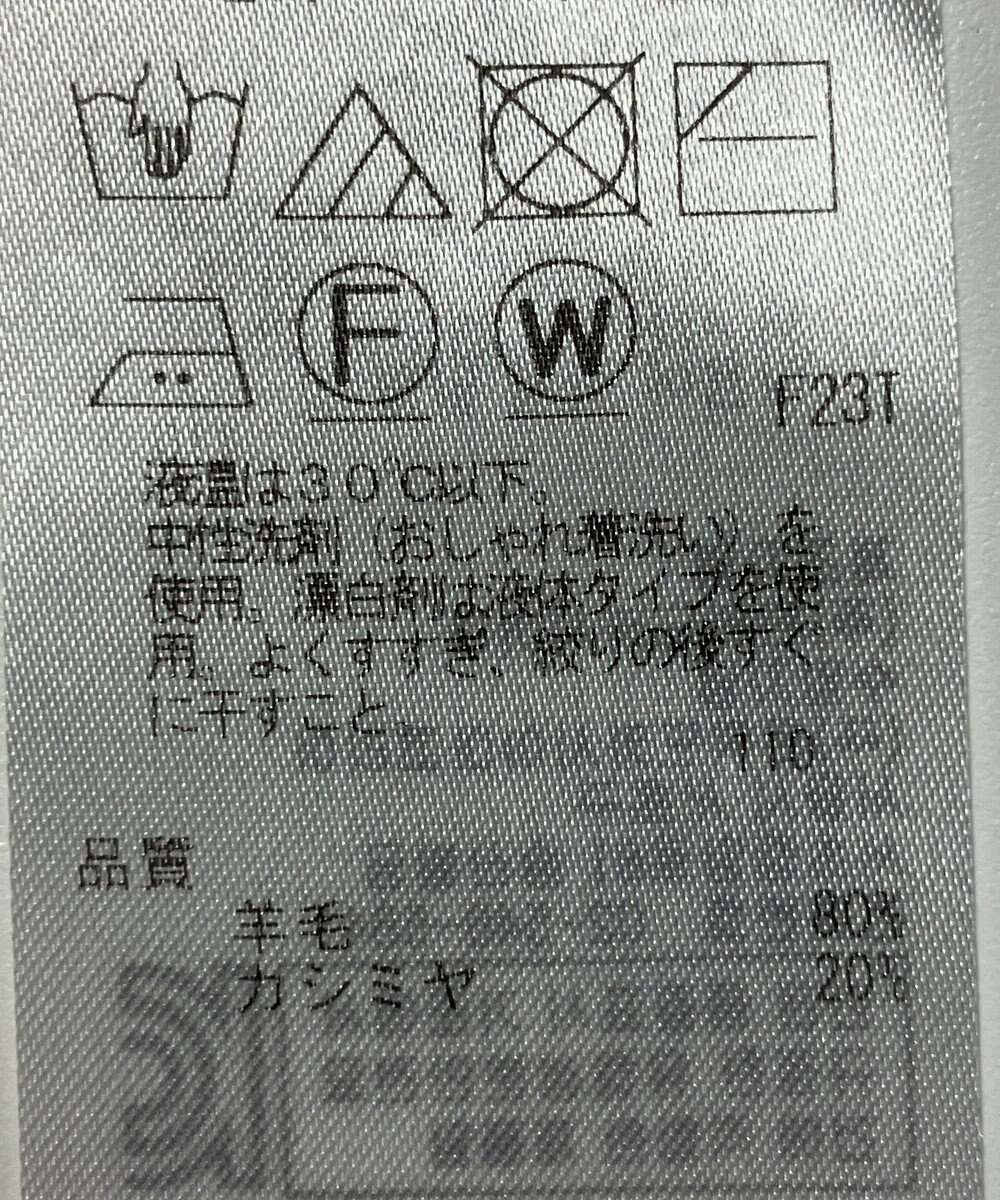 F W
F23T
液温は30℃以下。
中性洗剤(おしゃれ着洗い)を
使用。漂白剤は液体タイプを使
用。よくすすぎ、絞りの後すぐ
に干すこと。
110
品質
羊毛 80%
カシミヤ 20%